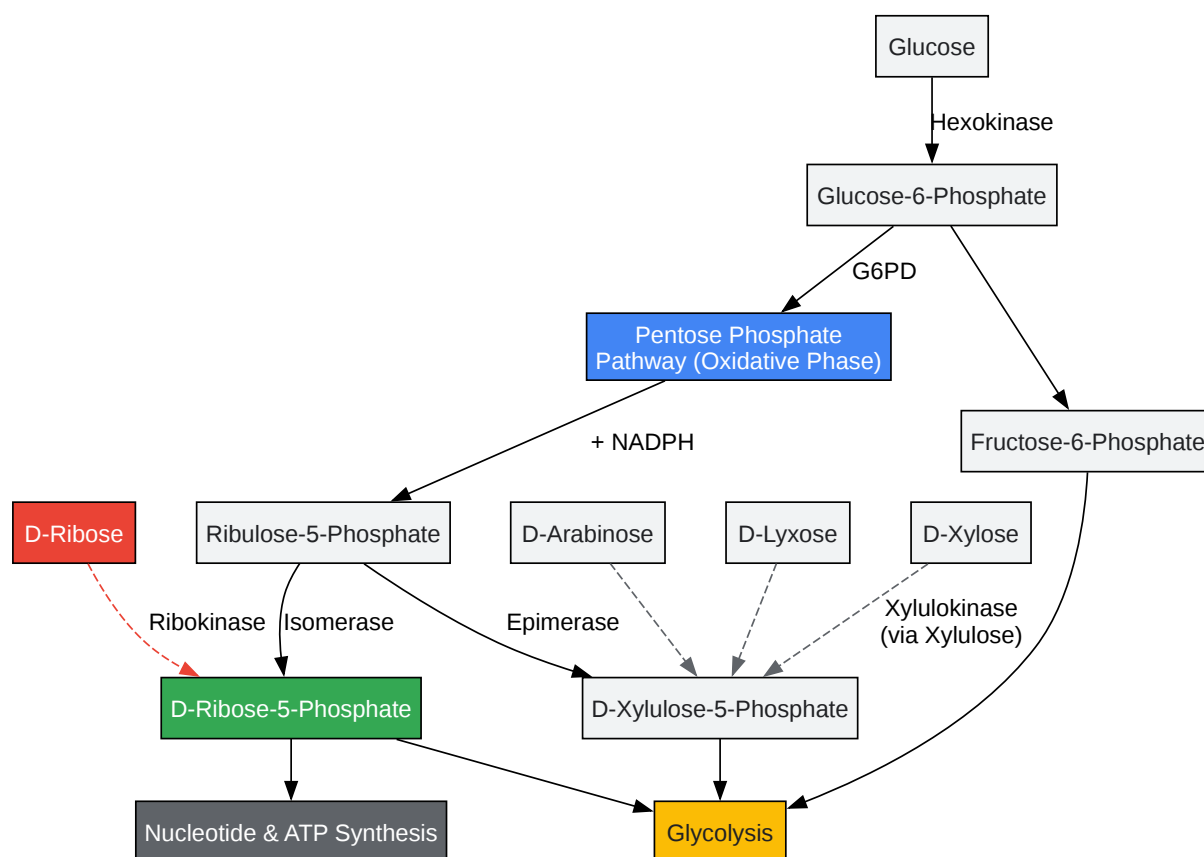 Glucose
Hexokinase
Glucose-6-Phosphate
G6PD
Pentose Phosphate
Pathway (Oxidative Phase)
+ NADPH
Fructose-6-Phosphate
D-Ribose
Ribulose-5-Phosphate
D-Arabinose
D-Lyxose
D-Xylose
Ribokinase
Isomerase
Epimerase
Xylulokinase
(via Xylulose)
D-Ribose-5-Phosphate
D-Xylulose-5-Phosphate
Nucleotide & ATP Synthesis
Glycolysis